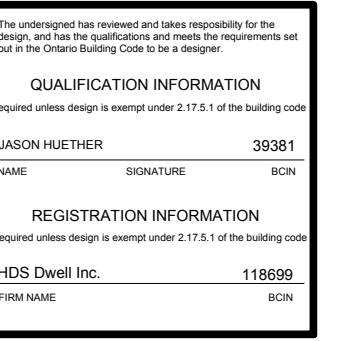 The undersigned has reviewed and takes resposibility for the
design, and has the qualifications and meets the requirements set
out in the Ontario Building Code to be a designer.
QUALIFICATION INFORMATION
equired unless design is exempt under 2.17.5.1 of the building code
JASON HUETHER 39381
NAME SIGNATURE BCIN
REGISTRATION INFORMATION
equired unless design is exempt under 2.17.5.1 of the building code
HDS Dwell Inc. 118699
FIRM NAME BCIN